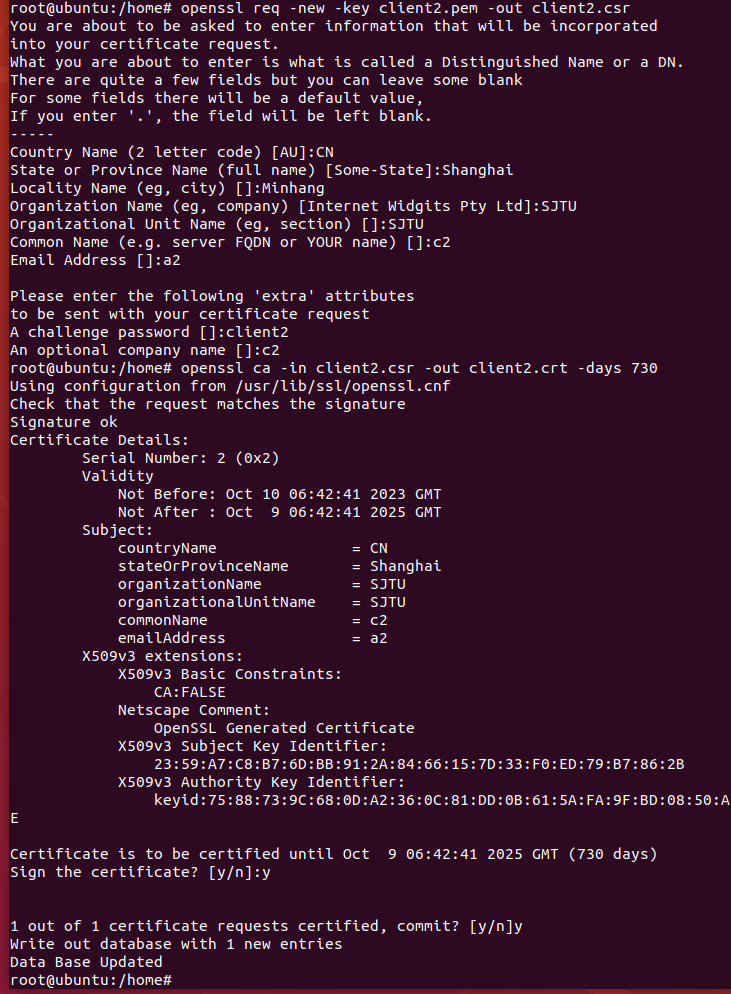 root@ubuntu:/home# openssl req -new -key client2.pem -out client2.csr
You are about to be asked to enter information that will be incorporated
into your certificate request.
What you are about to enter is what is called a Distinguished Name or a DN.
There are quite a few fields but you can leave some blank
For some fields there will be a default value,
If you enter '.', the field will be left blank.
-----
Country Name (2 letter code) [AU]:CN
State or Province Name (full name) [Some-State]:Shanghai
Locality Name (eg, city) []:Minhang
Organization Name (eg, company) [Internet Widgits Pty Ltd]:SJTU
Organizational Unit Name (eg, section) []:SJTU
Common Name (e.g. server FQDN or YOUR name) []:c2
Email Address []:a2

Please enter the following 'extra' attributes
to be sent with your certificate request
A challenge password []:client2
An optional company name []:c2
root@ubuntu:/home# openssl ca -in client2.csr -out client2.crt -days 730
Using configuration from /usr/lib/ssl/openssl.cnf
Check that the request matches the signature
Signature ok
Certificate Details:
        Serial Number: 2 (0x2)
        Validity
            Not Before: Oct 10 06:42:41 2023 GMT
            Not After : Oct  9 06:42:41 2025 GMT
        Subject:
            countryName               = CN
            stateOrProvinceName       = Shanghai
            organizationName          = SJTU
            organizationalUnitName    = SJTU
            commonName                = c2
            emailAddress              = a2
        X509v3 extensions:
            X509v3 Basic Constraints:
                CA:FALSE
            Netscape Comment:
                OpenSSL Generated Certificate
            X509v3 Subject Key Identifier:
                23:59:A7:C8:B7:6D:BB:91:2A:84:66:15:7D:33:F0:ED:79:B7:86:2B
            X509v3 Authority Key Identifier:
                keyid:75:88:73:9C:68:0D:A2:36:0C:81:DD:0B:61:5A:FA:9F:BD:08:50:A
E

Certificate is to be certified until Oct  9 06:42:41 2025 GMT (730 days)
Sign the certificate? [y/n]:y


1 out of 1 certificate requests certified, commit? [y/n]y
Write out database with 1 new entries
Data Base Updated
root@ubuntu:/home#